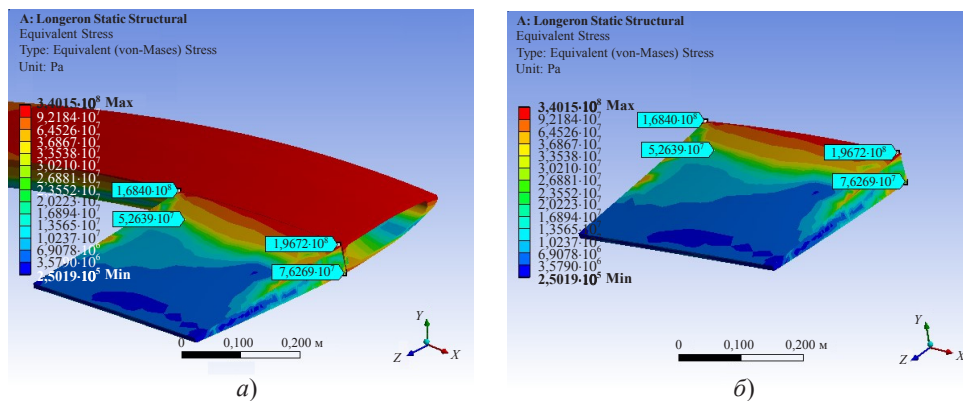 A: Longeron Static Structural
Equivalent Stress
Type: Equivalent (von-Mases) Stress
Unit: Pa
3,4015·10⁸ Max
9,2184·10⁷
6,4526·10⁷
3,6867·10⁷
3,3538·10⁷
3,0210·10⁷
2,6881·10⁷
2,3552·10⁷
2,0223·10⁷
1,6894·10⁷
1,3565·10⁷
1,0237·10⁷
6,9078·10⁶
3,5790·10⁶
2,5019·10⁵ Min
1,6840·10⁸
5,2639·10⁷
1,9672·10⁸
7,6269·10⁷
0 0,100 0,200 м
Y
Z X
а)
A: Longeron Static Structural
Equivalent Stress
Type: Equivalent (von-Mases) Stress
Unit: Pa
3,4015·10⁸ Max
9,2184·10⁷
6,4526·10⁷
3,6867·10⁷
3,3538·10⁷
3,0210·10⁷
2,6881·10⁷
2,3552·10⁷
2,0223·10⁷
1,6894·10⁷
1,3565·10⁷
1,0237·10⁷
6,9078·10⁶
3,5790·10⁶
2,5019·10⁵ Min
1,6840·10⁸
5,2639·10⁷
1,9672·10⁸
7,6269·10⁷
0 0,100 0,200 м
Y
Z X
б)